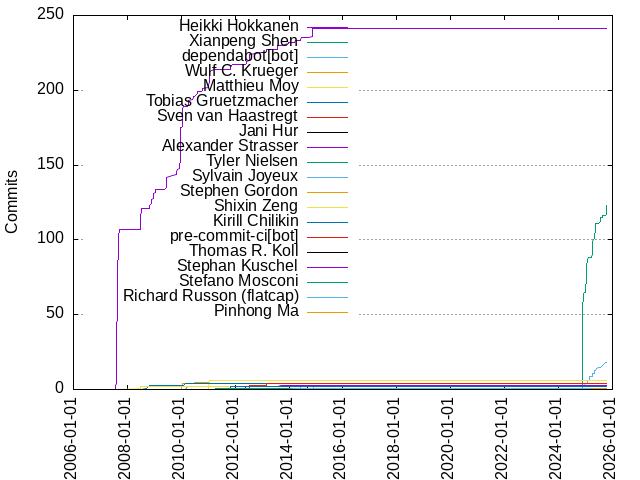 250
200
150
100
50
0
Commits
Heikki Hokkanen
Xianpeng Shen
dependabot[bot]
Wulf C. Krueger
Matthieu Moy
Tobias Gruetzmacher
Sven van Haastregt
Jani Hur
Alexander Strasser
Tyler Nielsen
Sylvain Joyeux
Stephen Gordon
Shixin Zeng
Kirill Chilikin
pre-commit-ci[bot]
Thomas R. Koll
Stephan Kuschel
Stefano Mosconi
Richard Russon (flatcap)
Pinhong Ma
2006-01-01
2008-01-01
2010-01-01
2012-01-01
2014-01-01
2016-01-01
2018-01-01
2020-01-01
2022-01-01
2024-01-01
2026-01-01